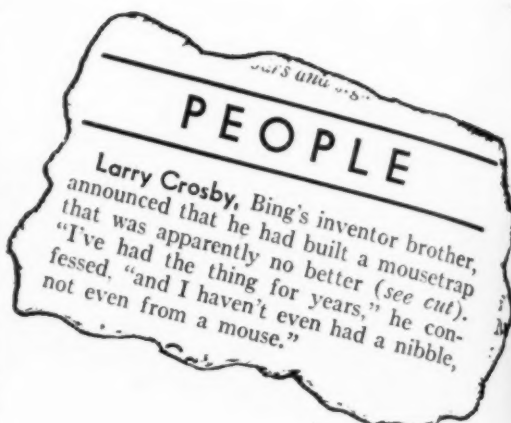 PEOPLE
Larry Crosby, Bing's inventor brother,
announced that he had built a mousetrap
that was apparently no better (see cut).
"I've had the thing for years," he con-
fessed, "and I haven't even had a nibble,
not even from a mouse."